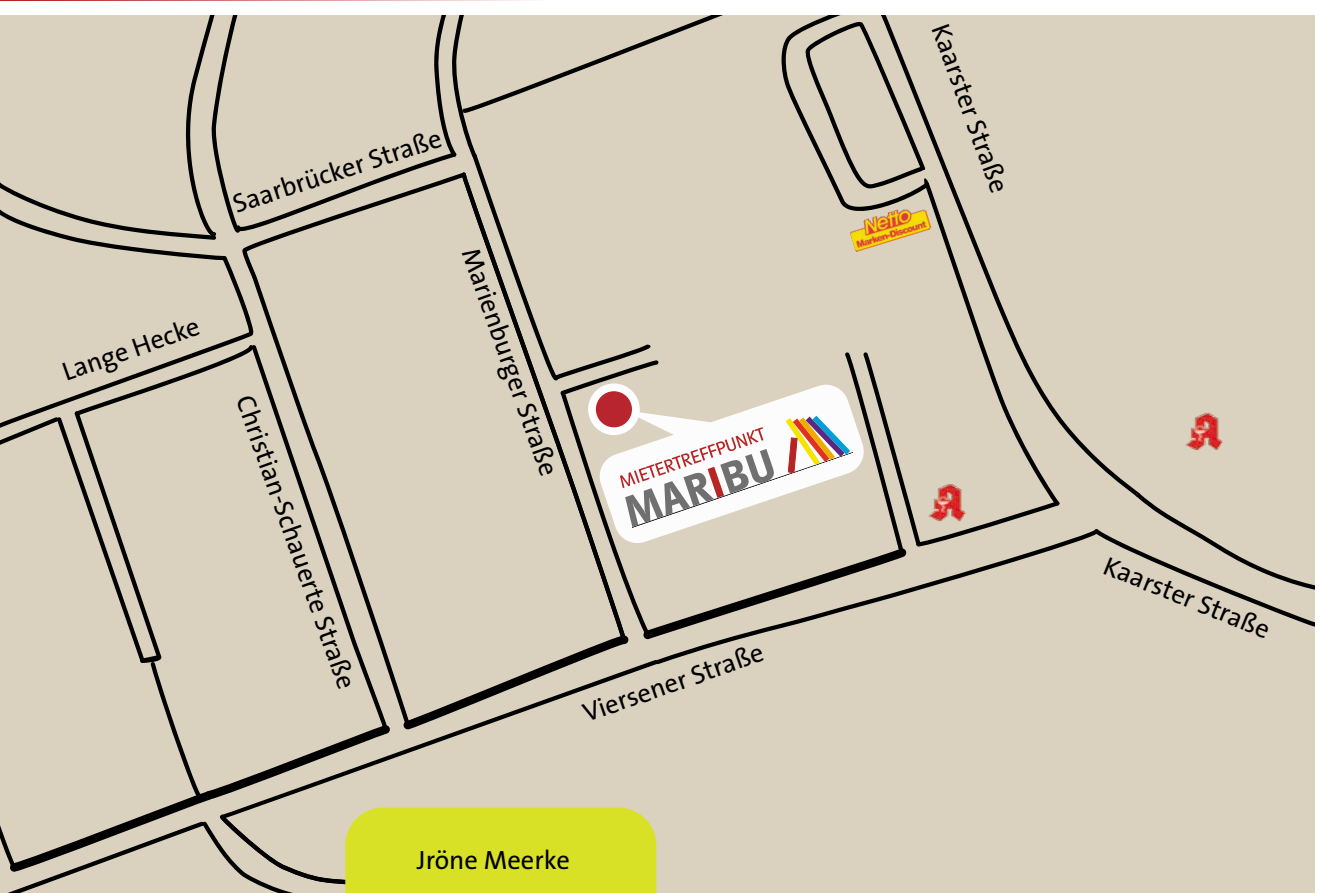 Kaarster Straße
Saarbrücker Straße
Netto
Marken-Discount
Marienburger Straße
Lange Hecke
Christian-Schauerte Straße
MIETERTREFFPUNKT
MARIBU
A
A
Kaarster Straße
Viersener Straße
Jröne Meerke